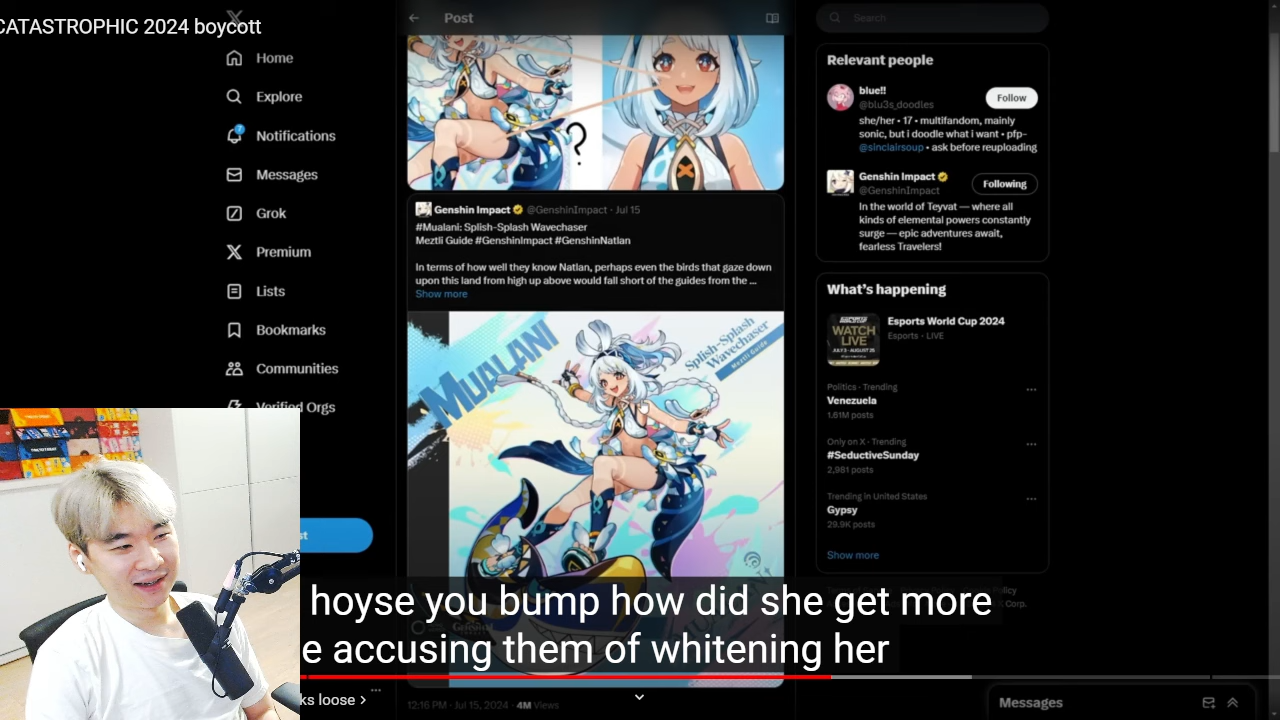 CATASTROPHIC 2024 boycott
Home
Explore
Notifications
Messages
Grok
Premium
Lists
Bookmarks
Communities
Verified Orgs
Post
?
Genshin Impact @GenshinImpact · Jul 15
#Mualani: Splish-Splash Wavechaser
Meztli Guide #GenshinImpact #GenshinNatlan
In terms of how well they know Natlan, perhaps even the birds that gaze down
upon this land from high up above would fall short of the guides from the ...
Show more
MUALANI
Splish-Splash
Wavechaser
Meztli Guide
12:16 PM · Jul 15, 2024 · 4M Views
Search
Relevant people
blue!!
@blu3s_doodles
Follow
she/her • 17 • multifandom, mainly
sonic, but i doodle what i want • pfp-
@sinclairsoup • ask before reuploading
Genshin Impact
@GenshinImpact
Following
In the world of Teyvat — where all
kinds of elemental powers constantly
surge — epic adventures await,
fearless Travelers!
What's happening
WATCH
LIVE
Esports World Cup 2024
Esports · LIVE
Politics · Trending
Venezuela
1.61M posts
Only on X · Trending
#SeductiveSunday
2,981 posts
Trending in United States
Gypsy
29.9K posts
Show more
X Corp.
hoyse you bump how did she get more
e accusing them of whitening her
ks loose >
Messages